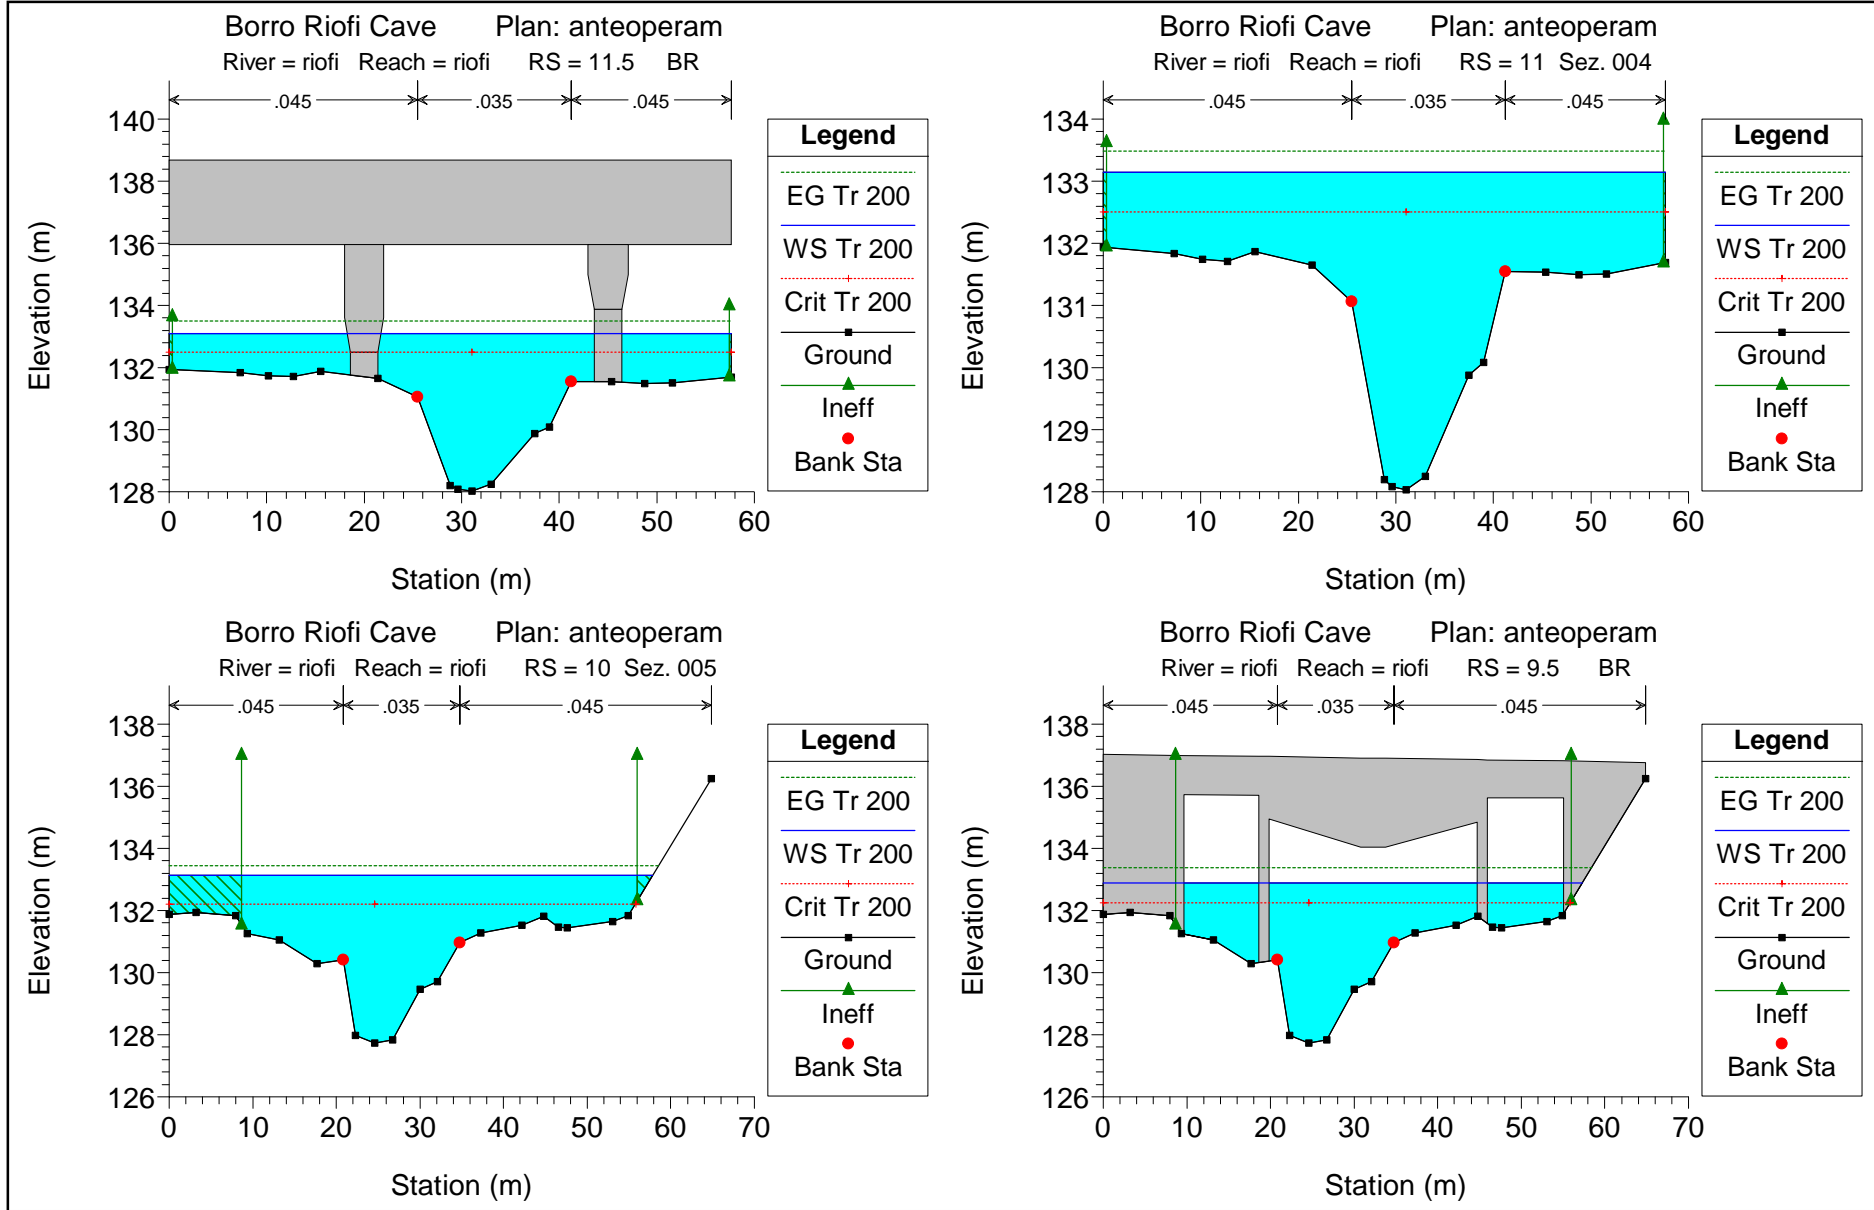 Borro Riofi Cave Plan: anteoperam
River = riofi Reach = riofi RS = 11.5 BR
.045 .035 .045
140
138
136
134
132
130
128
0 10 20 30 40 50 60
Elevation (m)
Station (m)
Legend
EG Tr 200
WS Tr 200
Crit Tr 200
Ground
Ineff
Bank Sta
Borro Riofi Cave Plan: anteoperam
River = riofi Reach = riofi RS = 11 Sez. 004
.045 .035 .045
134
133
132
131
130
129
128
0 10 20 30 40 50 60
Elevation (m)
Station (m)
Legend
EG Tr 200
WS Tr 200
Crit Tr 200
Ground
Ineff
Bank Sta
Borro Riofi Cave Plan: anteoperam
River = riofi Reach = riofi RS = 10 Sez. 005
.045 .035 .045
138
136
134
132
130
128
126
0 10 20 30 40 50 60 70
Elevation (m)
Station (m)
Legend
EG Tr 200
WS Tr 200
Crit Tr 200
Ground
Ineff
Bank Sta
Borro Riofi Cave Plan: anteoperam
River = riofi Reach = riofi RS = 9.5 BR
.045 .035 .045
138
136
134
132
130
128
126
0 10 20 30 40 50 60 70
Elevation (m)
Station (m)
Legend
EG Tr 200
WS Tr 200
Crit Tr 200
Ground
Ineff
Bank Sta